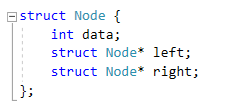 struct Node {
    int data;
    struct Node* left;
    struct Node* right;
};